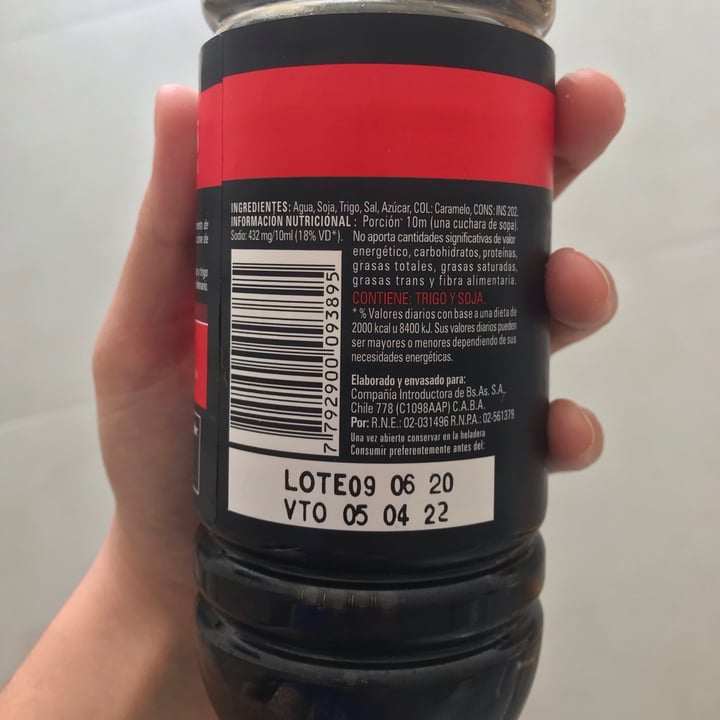 INGREDIENTES: Agua, Soja, Trigo, Sal, Azúcar, COL: Caramelo, CONS: INS 202.
INFORMACIÓN NUTRICIONAL: Porción 10m (una cuchara de sopa).
Sodio: 432 mg/10ml (18% VD*). No aporta cantidades significativas de valor
energético, carbohidratos, proteínas,
grasas totales, grasas saturadas,
grasas trans y fibra alimentaria.
CONTIENE: TRIGO Y SOJA.
* % Valores diarios con base a una dieta de
2000 kcal u 8400 kJ. Sus valores diarios pueden
ser mayores o menores dependiendo de sus
necesidades energéticas.
7 792900 093895
Elaborado y envasado para:
Compañía Introductora de Bs.As. S.A.,
Chile 778 (C1098AAP) C.A.B.A.
Por: R.N.E.: 02-031496 R.N.P.A.: 02-561379
Una vez abierto conservar en la heladera
Consumir preferentemente antes del:
LOTE09 06 20
VTO 05 04 22